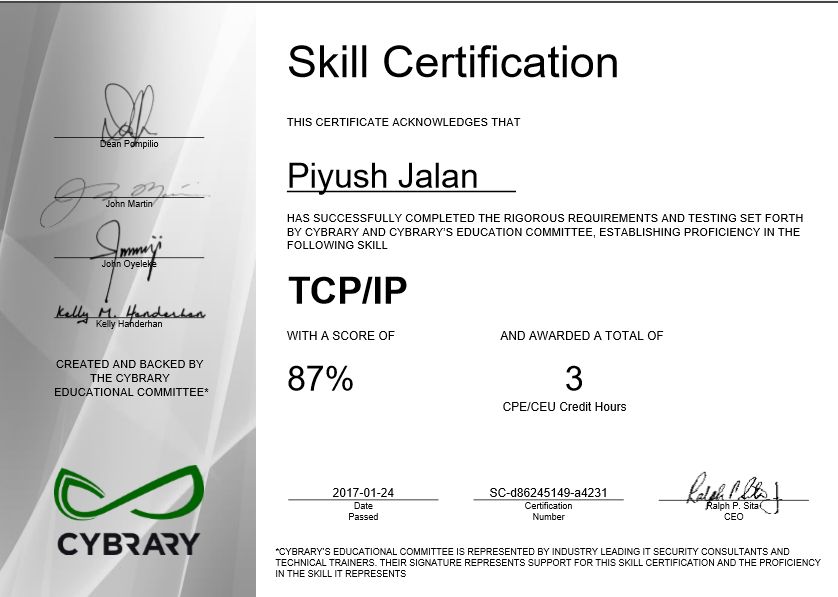 Skill Certification
THIS CERTIFICATE ACKNOWLEDGES THAT
Piyush Jalan
HAS SUCCESSFULLY COMPLETED THE RIGOROUS REQUIREMENTS AND TESTING SET FORTH
BY CYBRARY AND CYBRARY'S EDUCATION COMMITTEE, ESTABLISHING PROFICIENCY IN THE
FOLLOWING SKILL
TCP/IP
WITH A SCORE OF
87%
AND AWARDED A TOTAL OF
3
CPE/CEU Credit Hours
Dean Pompilio
John Martin
John Oyeleke
Kelly M. Handerhan
Kelly Handerhan
CREATED AND BACKED BY
THE CYBRARY
EDUCATIONAL COMMITTEE*
CYBRARY
2017-01-24
Date
Passed
SC-d86245149-a4231
Certification
Number
Ralph P. Sita
Ralph P. Sita
CEO
*CYBRARY'S EDUCATIONAL COMMITTEE IS REPRESENTED BY INDUSTRY LEADING IT SECURITY CONSULTANTS AND
TECHNICAL TRAINERS. THEIR SIGNATURE REPRESENTS SUPPORT FOR THIS SKILL CERTIFICATION AND THE PROFICIENCY
IN THE SKILL IT REPRESENTS